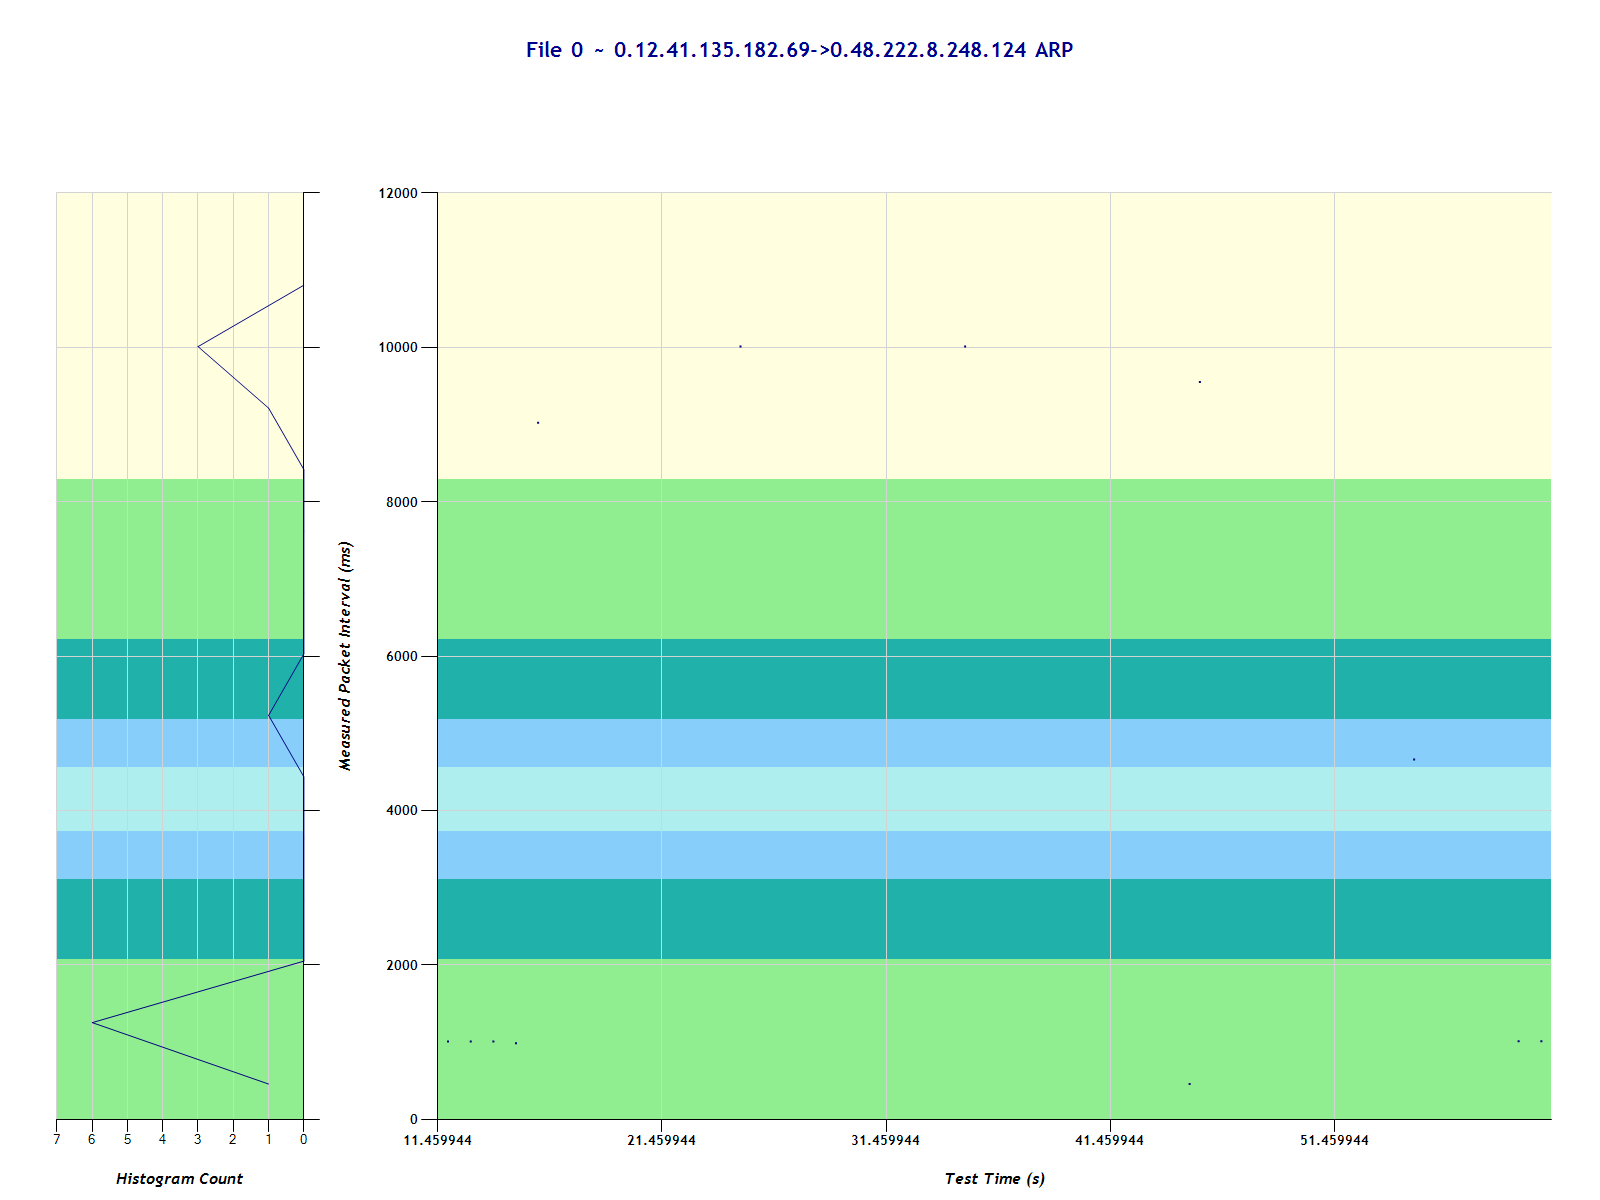 File 0 ~ 0.12.41.135.182.69->0.48.222.8.248.124 ARP
12000
10000
8000
6000
4000
2000
0
Measured Packet Interval (ms)
7 6 5 4 3 2 1 0
11.459944 21.459944 31.459944 41.459944 51.459944
Histogram Count
Test Time (s)